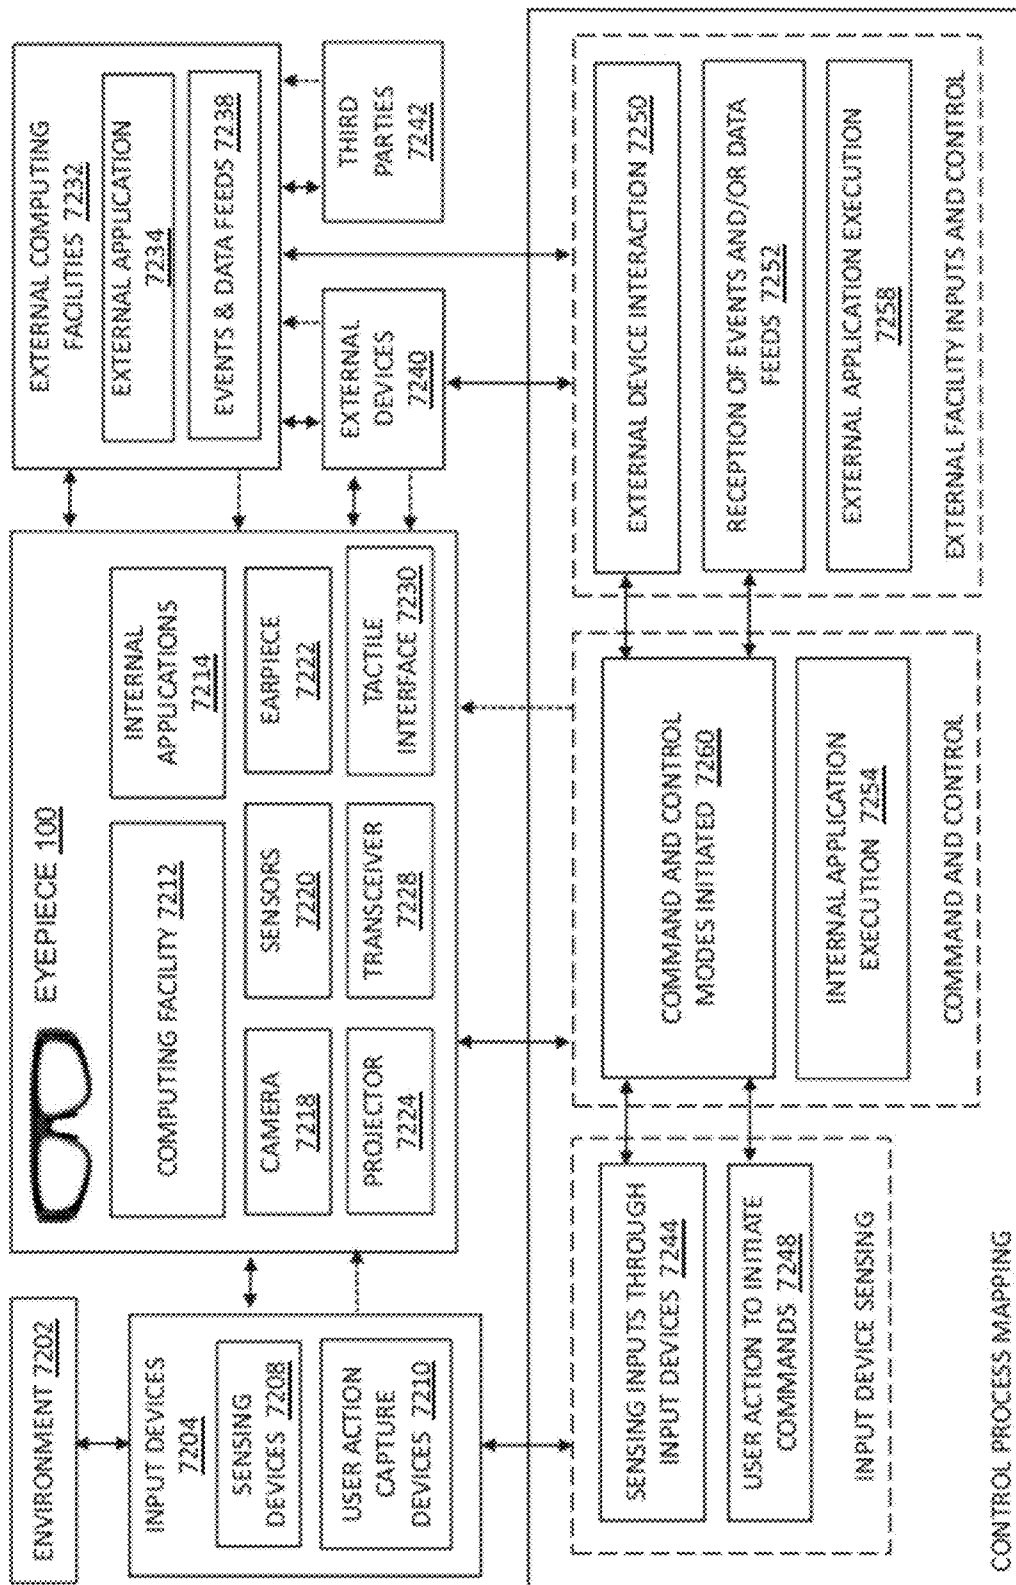 ENVIRONMENT 7202
INPUT DEVICES
7204
SENSING
DEVICES 7208
USER ACTION
CAPTURE
DEVICES 7210
EYEPIECE 100
COMPUTING FACILITY 7212
INTERNAL
APPLICATIONS
7214
CAMERA
7218
SENSORS
7220
EARPIECE
7222
PROJECTOR
7224
TRANSCEIVER
7228
TACTILE
INTERFACE 7230
EXTERNAL COMPUTING
FACILITIES 7232
EXTERNAL APPLICATION
7234
EVENTS & DATA FEEDS 7238
EXTERNAL
DEVICES
7240
THIRD
PARTIES
7242
SENSING INPUTS THROUGH
INPUT DEVICES 7244
USER ACTION TO INITIATE
COMMANDS 7248
INPUT DEVICE SENSING
COMMAND AND CONTROL
MODES INITIATED 7260
INTERNAL APPLICATION
EXECUTION 7254
COMMAND AND CONTROL
EXTERNAL DEVICE INTERACTION 7250
RECEPTION OF EVENTS AND/OR DATA
FEEDS 7252
EXTERNAL APPLICATION EXECUTION
7258
EXTERNAL FACILITY INPUTS AND CONTROL
CONTROL PROCESS MAPPING